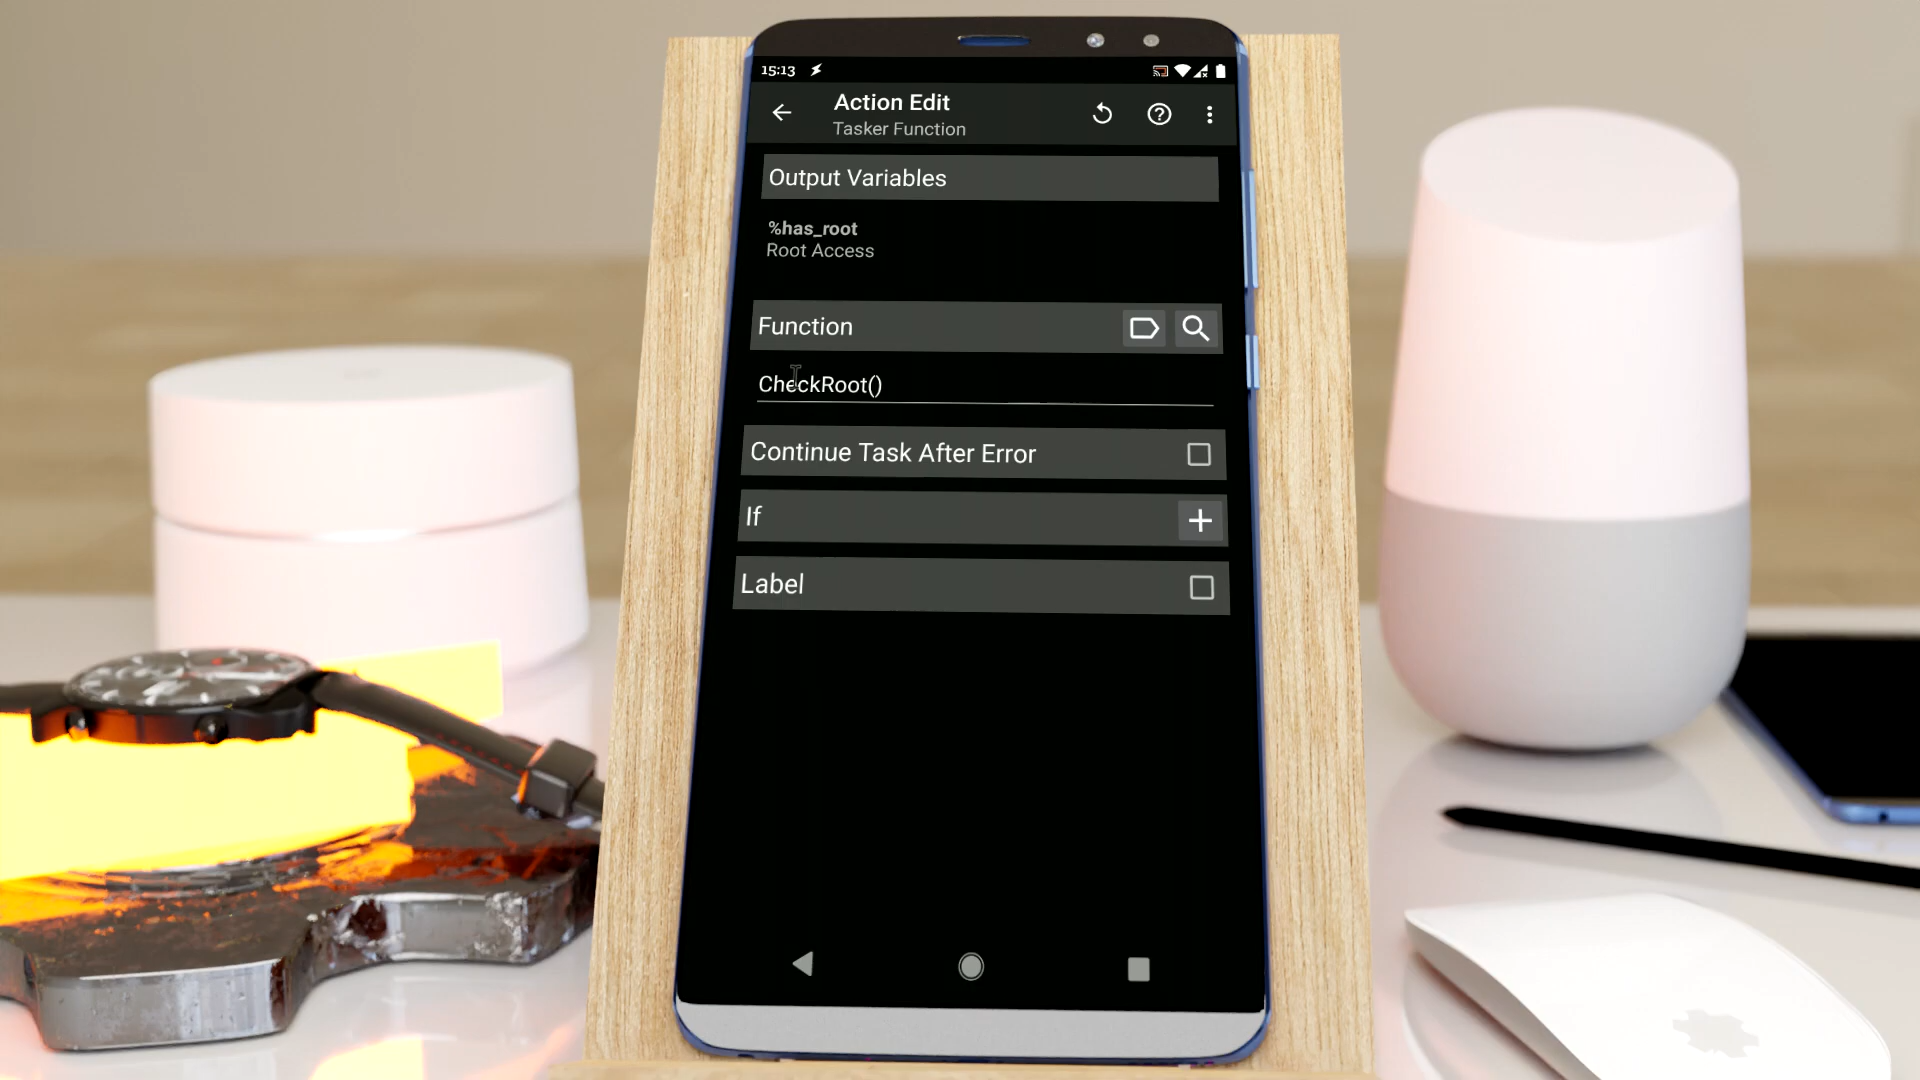 15:13
Action Edit
Tasker Function
Output Variables
%has_root
Root Access
Function
CheckRoot()
Continue Task After Error
If
Label